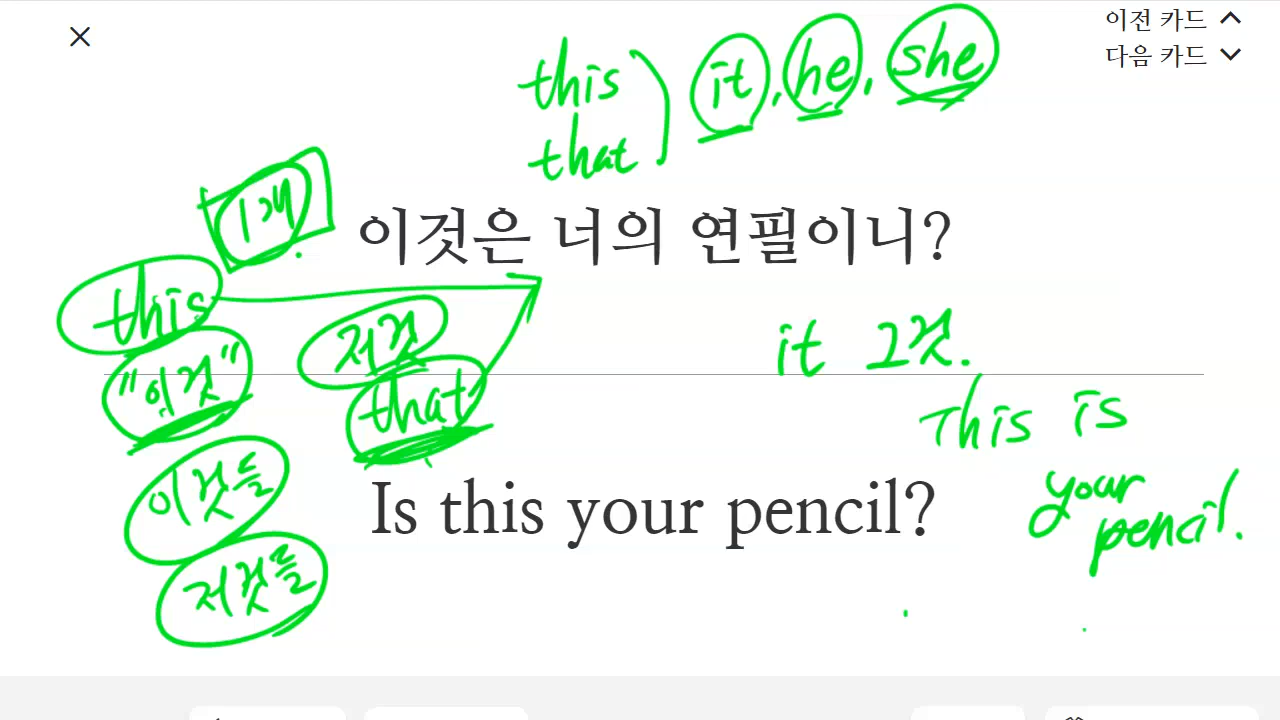 이전 카드
다음 카드
this
that
it, he, she
1개
이것은 너의 연필이니?
this
"이것"
저것
that
it 그것.
This is
your
pencil.
이것들
저것들
Is this your pencil?